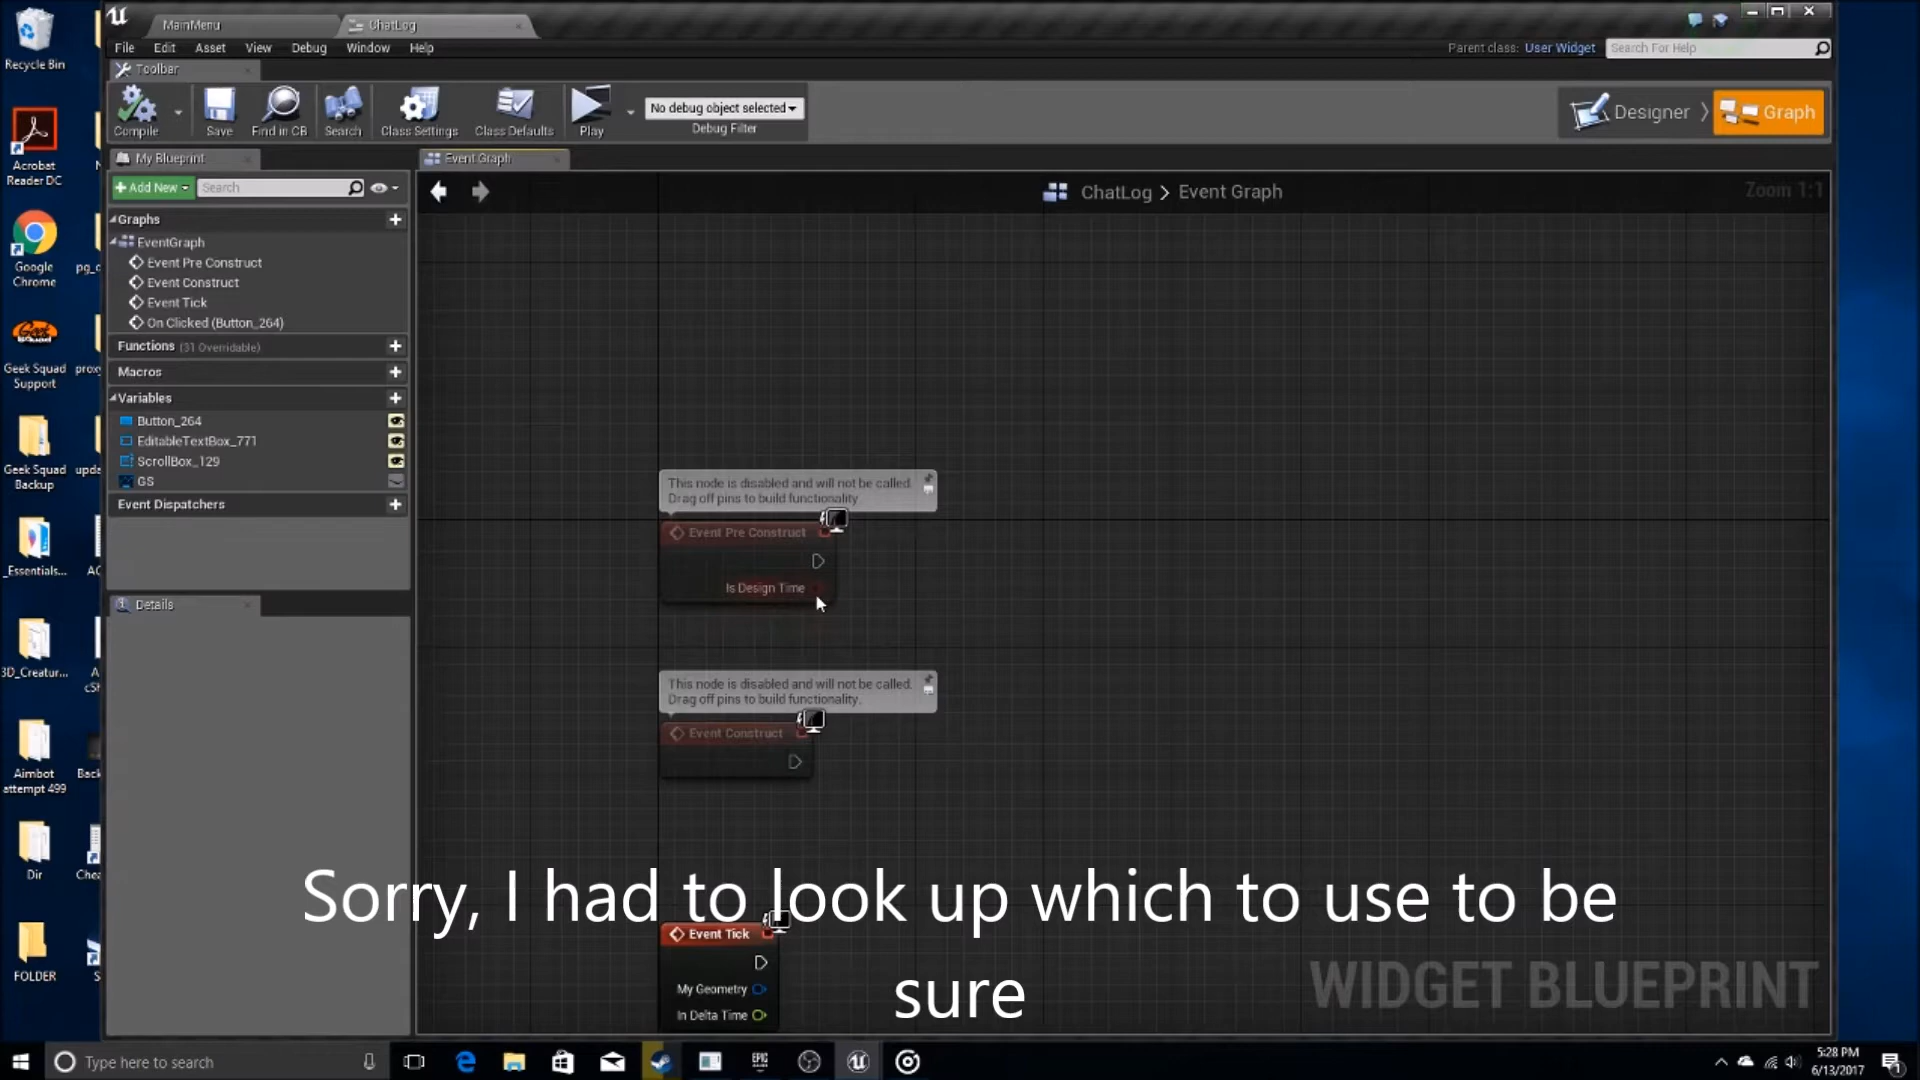 Recycle Bin
Acrobat
Reader DC
Google
Chrome
Geek Squad
Support
Geek Squad
Backup
_Essentials...
3D_Creatur...
Aimbot
attempt 499
Dir
FOLDER
MainMenu
ChatLog
File
Edit
Asset
View
Debug
Window
Help
Parent class:
User Widget
Search For Help
Toolbar
Compile
Save
Find in CB
Search
Class Settings
Class Defaults
Play
No debug object selected
Debug Filter
Designer
Graph
My Blueprint
Event Graph
+ Add New
Search
ChatLog > Event Graph
Zoom 1:1
Graphs
EventGraph
Event Pre Construct
Event Construct
Event Tick
On Clicked (Button_264)
Functions (31 Overridable)
Macros
Variables
Button_264
EditableTextBox_771
ScrollBox_129
GS
Event Dispatchers
Details
This node is disabled and will not be called.
Drag off pins to build functionality.
Event Pre Construct
Is Design Time
This node is disabled and will not be called.
Drag off pins to build functionality.
Event Construct
Event Tick
My Geometry
In Delta Time
Sorry, I had to look up which to use to be
sure
WIDGET BLUEPRINT
Type here to search
EPIC
5:28 PM
6/13/2017